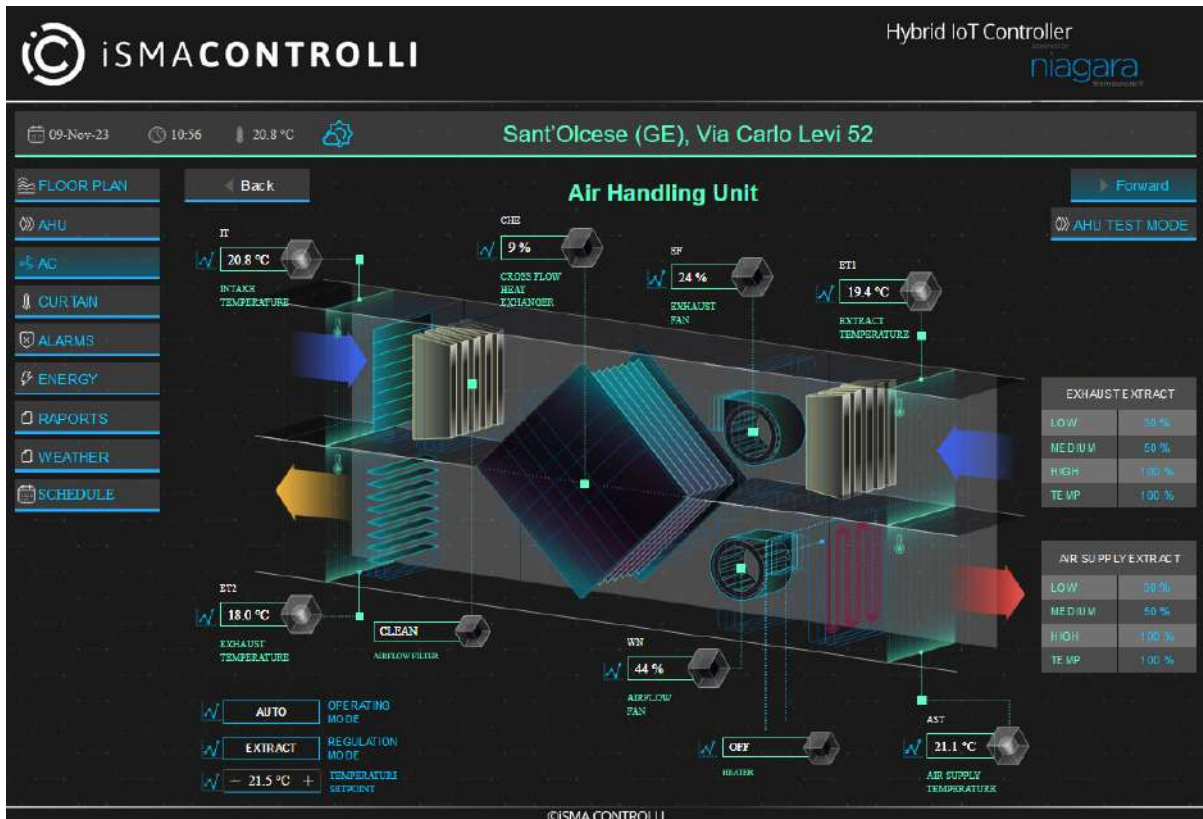 iSMACONTROLLI
Hybrid IoT Controller
niagara
framework®
09-Nov-23
10:56
20.8 °C
Sant'Olcese (GE), Via Carlo Levi 52
FLOOR PLAN
AHU
AC
CURTAIN
ALARMS
ENERGY
RAPORTS
WEATHER
SCHEDULE
Back
Air Handling Unit
Forward
AHU TEST MODE
IT
20.8 °C
INTAKE
TEMPERATURE
CHE
9 %
CROSS FLOW
HEAT
EXHANGER
EF
24 %
EXHAUST
FAN
ET1
19.4 °C
EXTRACT
TEMPERATURE
EXHAUST EXTRACT
LOW 30 %
MEDIUM 50 %
HIGH 100 %
TEMP 100 %
AIR SUPPLY EXTRACT
LOW 30 %
MEDIUM 50 %
HIGH 100 %
TEMP 100 %
ET2
18.0 °C
EXHAUST
TEMPERATURE
CLEAN
AIRFLOW FILTER
WN
44 %
AIRFLOW
FAN
OFF
HEATER
AST
21.1 °C
AIR SUPPLY
TEMPERATURE
AUTO
OPERATING
MODE
EXTRACT
REGULATION
MODE
− 21.5 °C +
TEMPERATURE
SETPOINT
©iSMA CONTROLLI